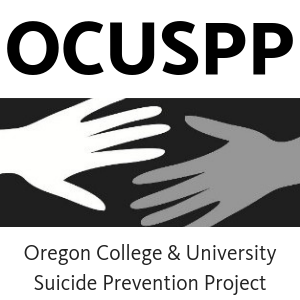 OCUSPP
Oregon College & University
Suicide Prevention Project